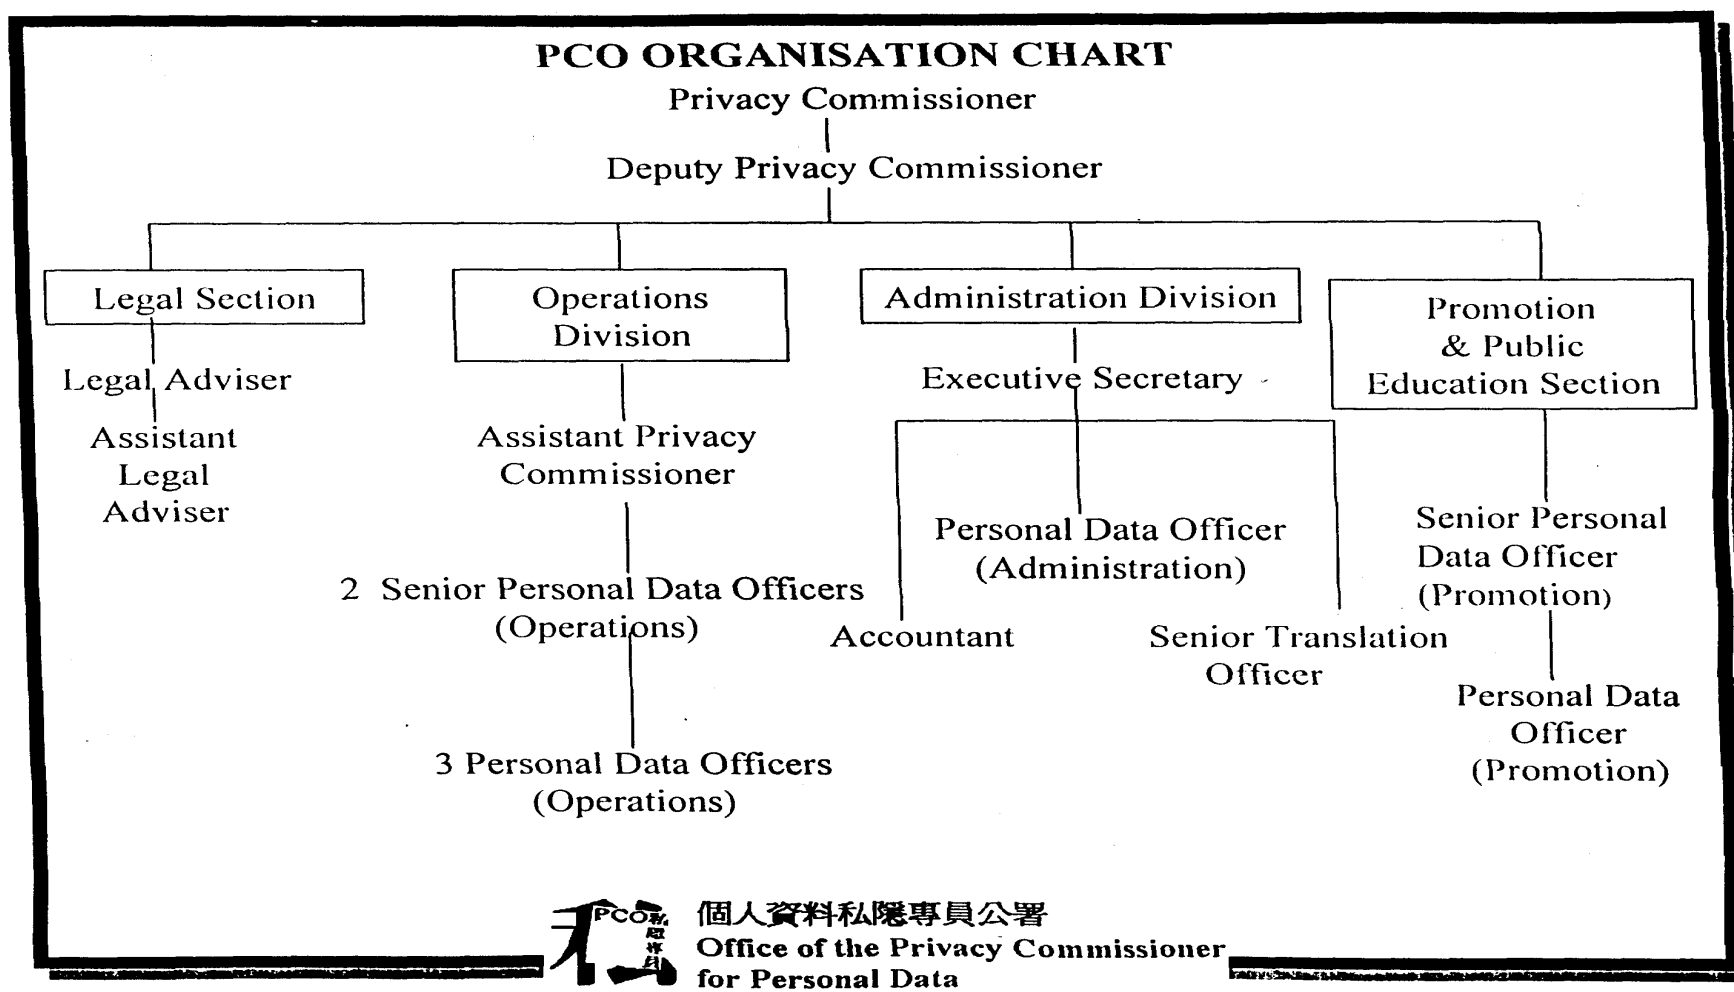 PCO ORGANISATION CHART
Privacy Commissioner
Deputy Privacy Commissioner
Legal Section
Legal Adviser
Assistant
Legal
Adviser
Operations
Division
Assistant Privacy
Commissioner
2 Senior Personal Data Officers
(Operations)
3 Personal Data Officers
(Operations)
Administration Division
Executive Secretary
Accountant
Personal Data Officer
(Administration)
Senior Translation
Officer
Promotion
& Public
Education Section
Senior Personal
Data Officer
(Promotion)
Personal Data
Officer
(Promotion)
PCO
個人資料私隱專員公署
Office of the Privacy Commissioner
for Personal Data